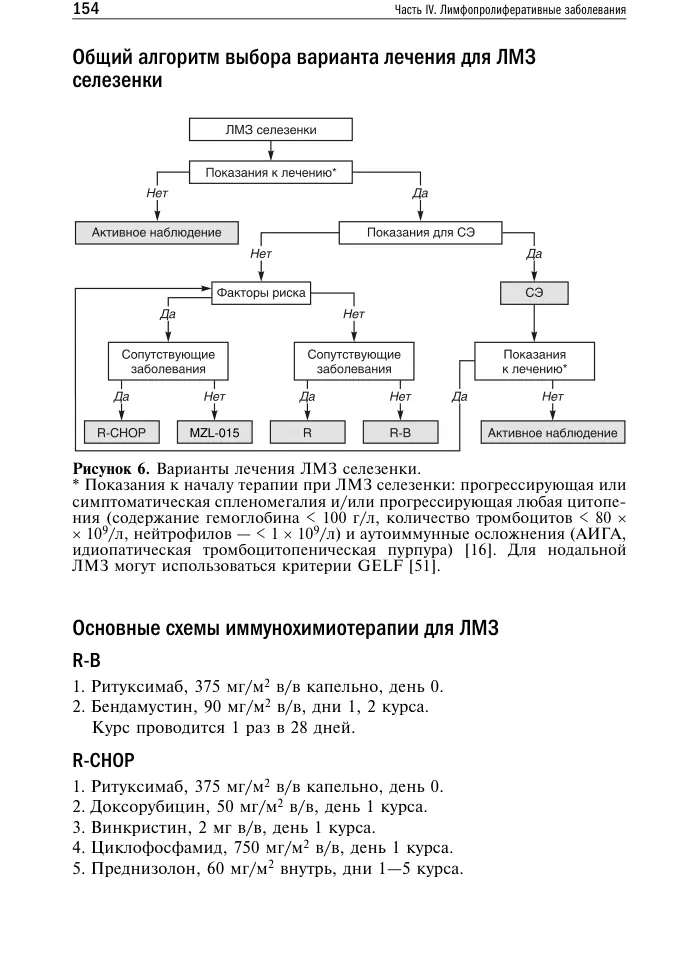 154
Часть IV. Лимфопролиферативные заболевания
Общий алгоритм выбора варианта лечения для ЛМЗ
селезенки
ЛМЗ селезенки
Показания к лечению*
Нет
Да
Активное наблюдение
Показания для СЭ
Нет
Да
Факторы риска
СЭ
Да
Нет
Сопутствующие
заболевания
Сопутствующие
заболевания
Показания
к лечению*
Да
Нет
Да
Нет
Да
Нет
R-CHOP
MZL-015
R
R-B
Активное наблюдение
Рисунок 6. Варианты лечения ЛМЗ селезенки.
* Показания к началу терапии при ЛМЗ селезенки: прогрессирующая или
симптоматическая спленомегалия и/или прогрессирующая любая цитопе-
ния (содержание гемоглобина < 100 г/л, количество тромбоцитов < 80 ×
× 10⁹/л, нейтрофилов — < 1 × 10⁹/л) и аутоиммунные осложнения (АИГА,
идиопатическая тромбоцитопеническая пурпура) [16]. Для нодальной
ЛМЗ могут использоваться критерии GELF [51].
Основные схемы иммунохимиотерапии для ЛМЗ
R-B
1. Ритуксимаб, 375 мг/м² в/в капельно, день 0.
2. Бендамустин, 90 мг/м² в/в, дни 1, 2 курса.
Курс проводится 1 раз в 28 дней.
R-CHOP
1. Ритуксимаб, 375 мг/м² в/в капельно, день 0.
2. Доксорубицин, 50 мг/м² в/в, день 1 курса.
3. Винкристин, 2 мг в/в, день 1 курса.
4. Циклофосфамид, 750 мг/м² в/в, день 1 курса.
5. Преднизолон, 60 мг/м² внутрь, дни 1—5 курса.